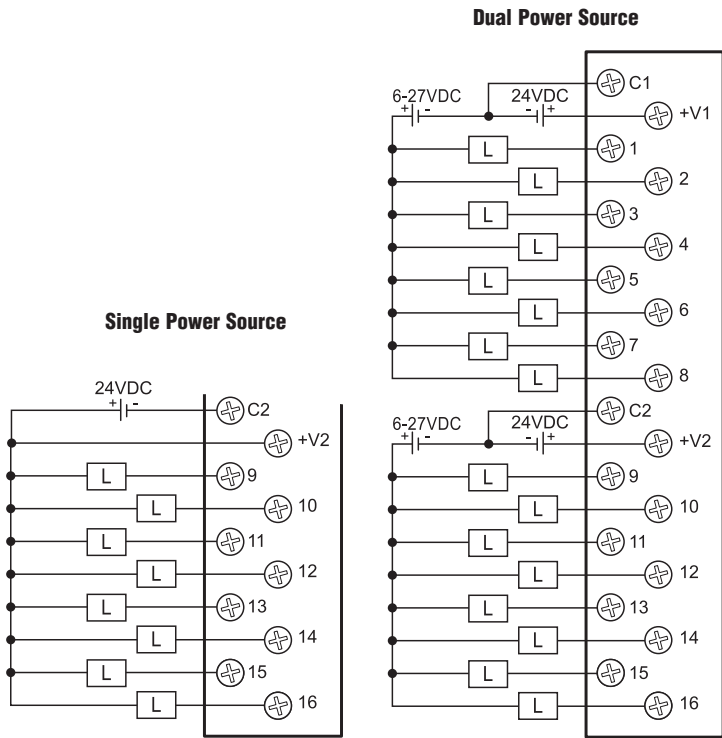 Dual Power Source
C1
6-27VDC
24VDC
+ -
- +
+V1
L
1
L
2
L
3
L
4
L
5
L
6
L
7
L
8
C2
6-27VDC
24VDC
+ -
- +
+V2
L
9
L
10
L
11
L
12
L
13
L
14
L
15
L
16
Single Power Source
24VDC
+ -
C2
+V2
L
9
L
10
L
11
L
12
L
13
L
14
L
15
L
16